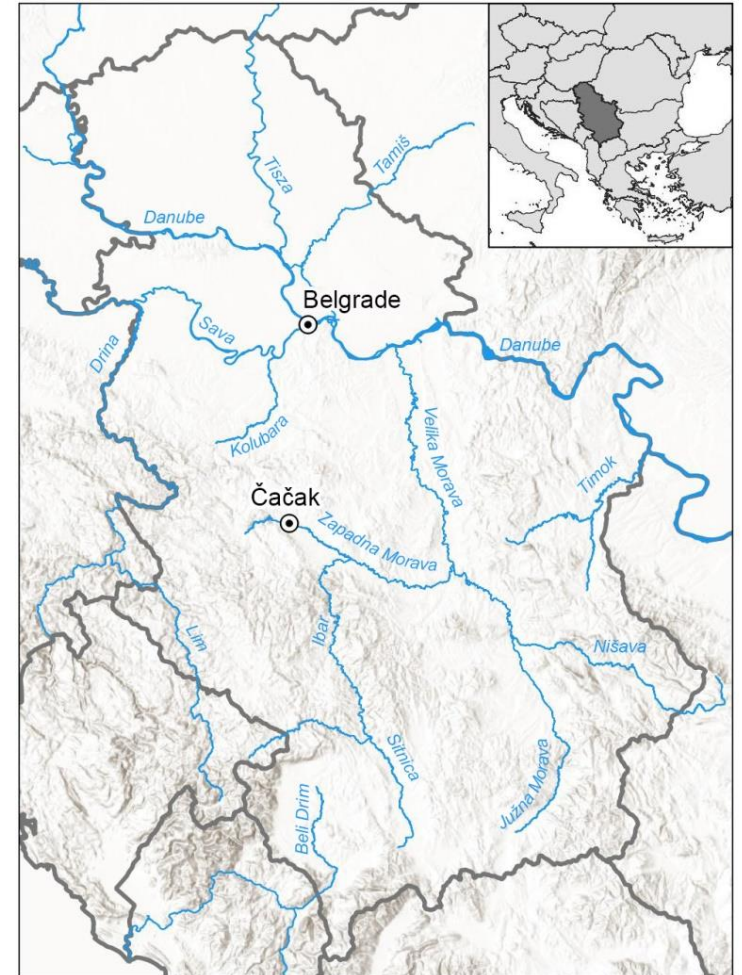 Tisza
Tamiš
Danube
Belgrade
Sava
Drina
Danube
Kolubara
Velika Morava
Timok
Čačak
Zapadna Morava
Ibar
Lim
Nišava
Sitnica
Južna Morava
Beli Drim